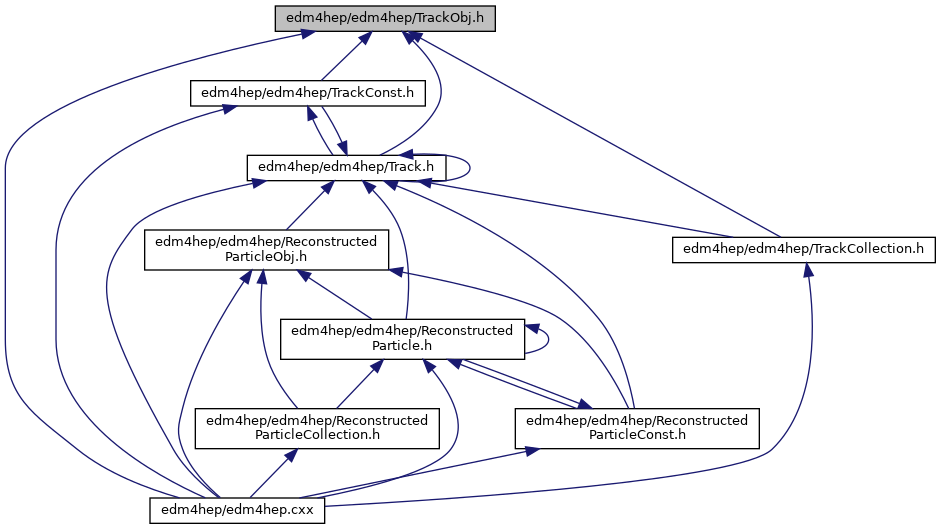 edm4hep/edm4hep/TrackObj.h
edm4hep/edm4hep/TrackConst.h
edm4hep/edm4hep/Track.h
edm4hep/edm4hep/Reconstructed
ParticleObj.h
edm4hep/edm4hep/TrackCollection.h
edm4hep/edm4hep/Reconstructed
Particle.h
edm4hep/edm4hep/Reconstructed
ParticleCollection.h
edm4hep/edm4hep/Reconstructed
ParticleConst.h
edm4hep/edm4hep.cxx